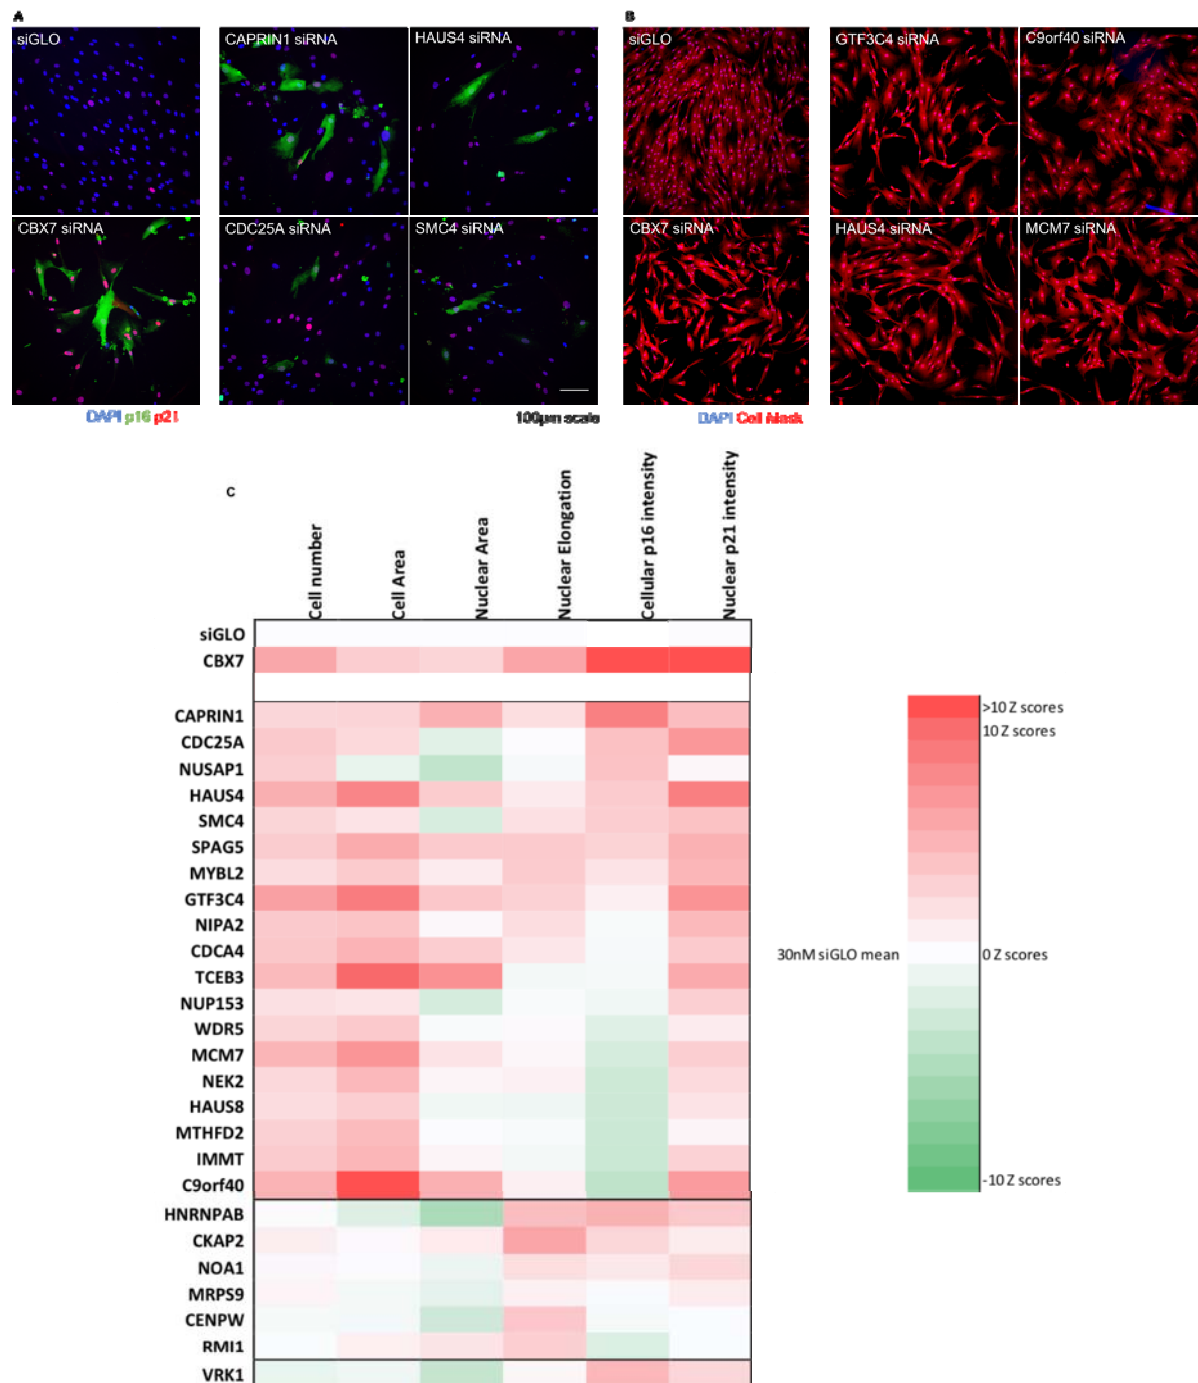 A
B
siGLO
CAPRIN1 siRNA
HAUS4 siRNA
siGLO
GTF3C4 siRNA
C9orf40 siRNA
CBX7 siRNA
CDC25A siRNA
SMC4 siRNA
CBX7 siRNA
HAUS4 siRNA
MCM7 siRNA
DAPI p16 p21
100µm scale
DAPI Cell Mask
C
Cell number
Cell Area
Nuclear Area
Nuclear Elongation
Cellular p16 intensity
Nuclear p21 intensity
siGLO
CBX7
CAPRIN1
CDC25A
NUSAP1
HAUS4
SMC4
SPAG5
MYBL2
GTF3C4
NIPA2
CDCA4
TCEB3
NUP153
WDR5
MCM7
NEK2
HAUS8
MTHFD2
IMMT
C9orf40
HNRNPAB
CKAP2
NOA1
MRPS9
CENPW
RMI1
VRK1
>10 Z scores
10 Z scores
30nM siGLO mean
0 Z scores
-10 Z scores